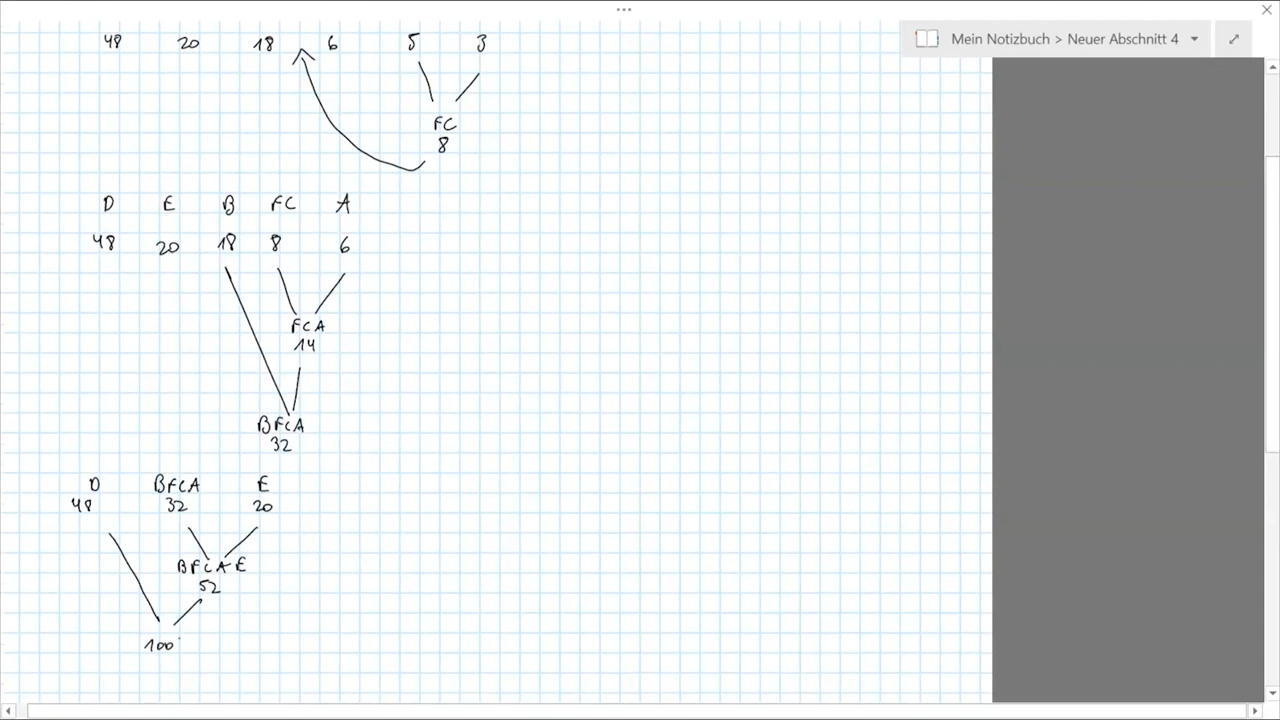 Mein Notizbuch > Neuer Abschnitt 4
48 20 18 6 5 3
FC
8
D E B FC A
48 20 18 8 6
FCA
14
BFCA
32
D BFCA E
48 32 20
BFCAE
52
100